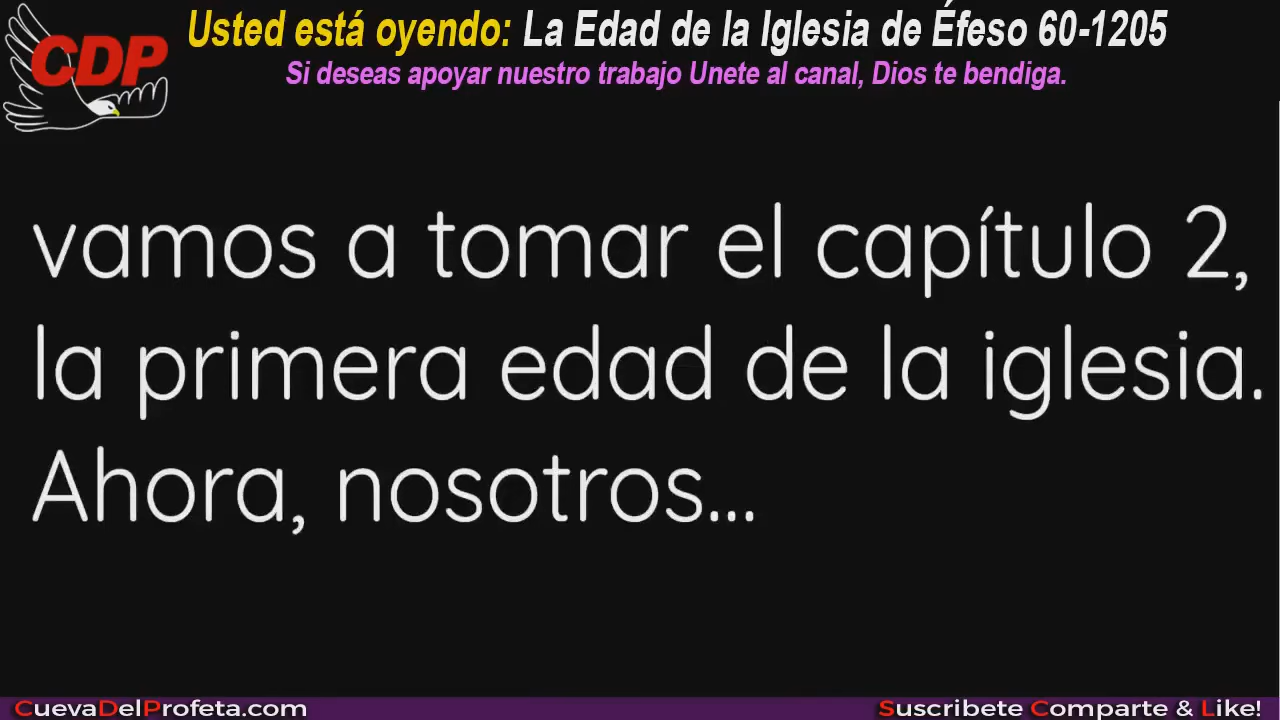 CDP
Usted está oyendo: La Edad de la Iglesia de Éfeso 60-1205
Si deseas apoyar nuestro trabajo Unete al canal, Dios te bendiga.
vamos a tomar el capítulo 2,
la primera edad de la iglesia.
Ahora, nosotros...
CuevaDelProfeta.com
Suscribete Comparte & Like!